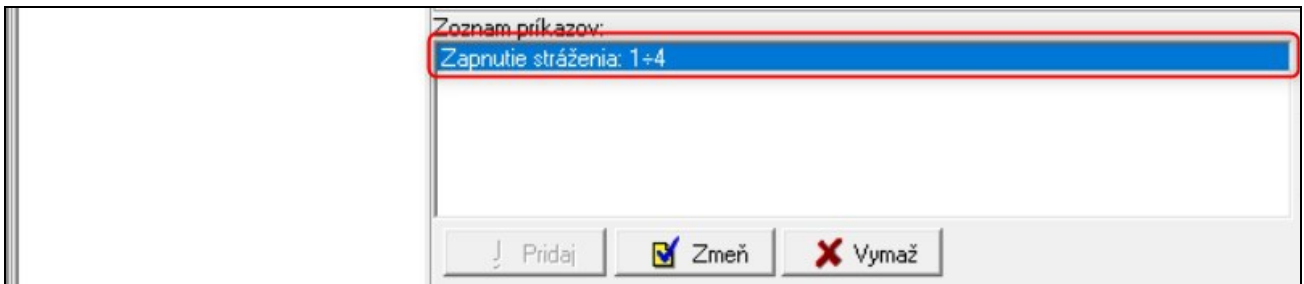 Zoznam príkazov:
Zapnutie stráženia: 1÷4
Pridaj
Zmeň
Vymaž